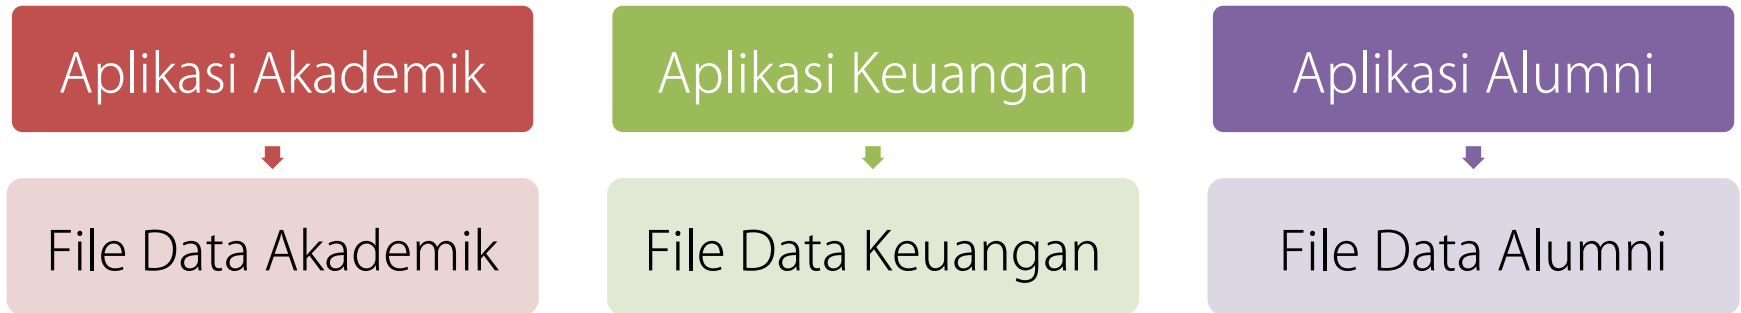 Aplikasi Akademik
Aplikasi Keuangan
Aplikasi Alumni
File Data Akademik
File Data Keuangan
File Data Alumni